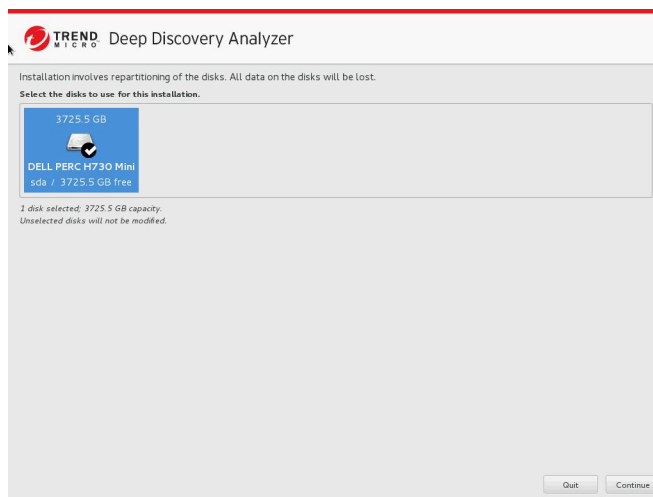 TREND MICRO Deep Discovery Analyzer
Installation involves repartitioning of the disks. All data on the disks will be lost.
Select the disks to use for this installation.
3725.5 GB
DELL PERC H730 Mini
sda / 3725.5 GB free
1 disk selected; 3725.5 GB capacity.
Unselected disks will not be modified.
Quit Continue